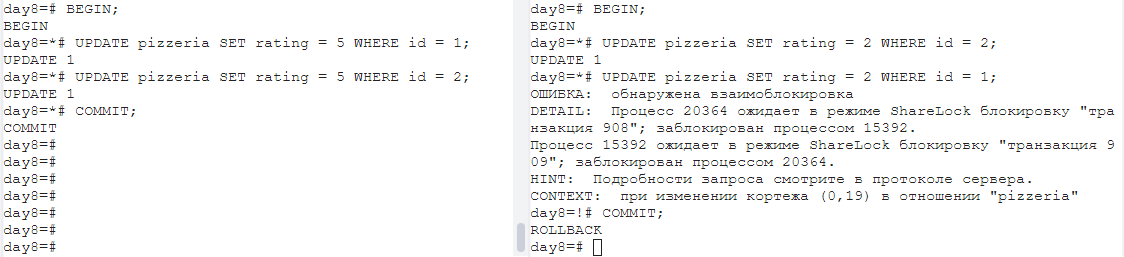 day8=# BEGIN;
BEGIN
day8=*# UPDATE pizzeria SET rating = 5 WHERE id = 1;
UPDATE 1
day8=*# UPDATE pizzeria SET rating = 5 WHERE id = 2;
UPDATE 1
day8=*# COMMIT;
COMMIT
day8=#
day8=#
day8=#
day8=#
day8=#
day8=#
day8=#
day8=# BEGIN;
BEGIN
day8=*# UPDATE pizzeria SET rating = 2 WHERE id = 2;
UPDATE 1
day8=*# UPDATE pizzeria SET rating = 2 WHERE id = 1;
ОШИБКА:  обнаружена взаимоблокировка
DETAIL:  Процесс 20364 ожидает в режиме ShareLock блокировку "тра
нзакция 908"; заблокирован процессом 15392.
Процесс 15392 ожидает в режиме ShareLock блокировку "транзакция 9
09"; заблокирован процессом 20364.
HINT:  Подробности запроса смотрите в протоколе сервера.
CONTEXT:  при изменении кортежа (0,19) в отношении "pizzeria"
day8=!# COMMIT;
ROLLBACK
day8=#